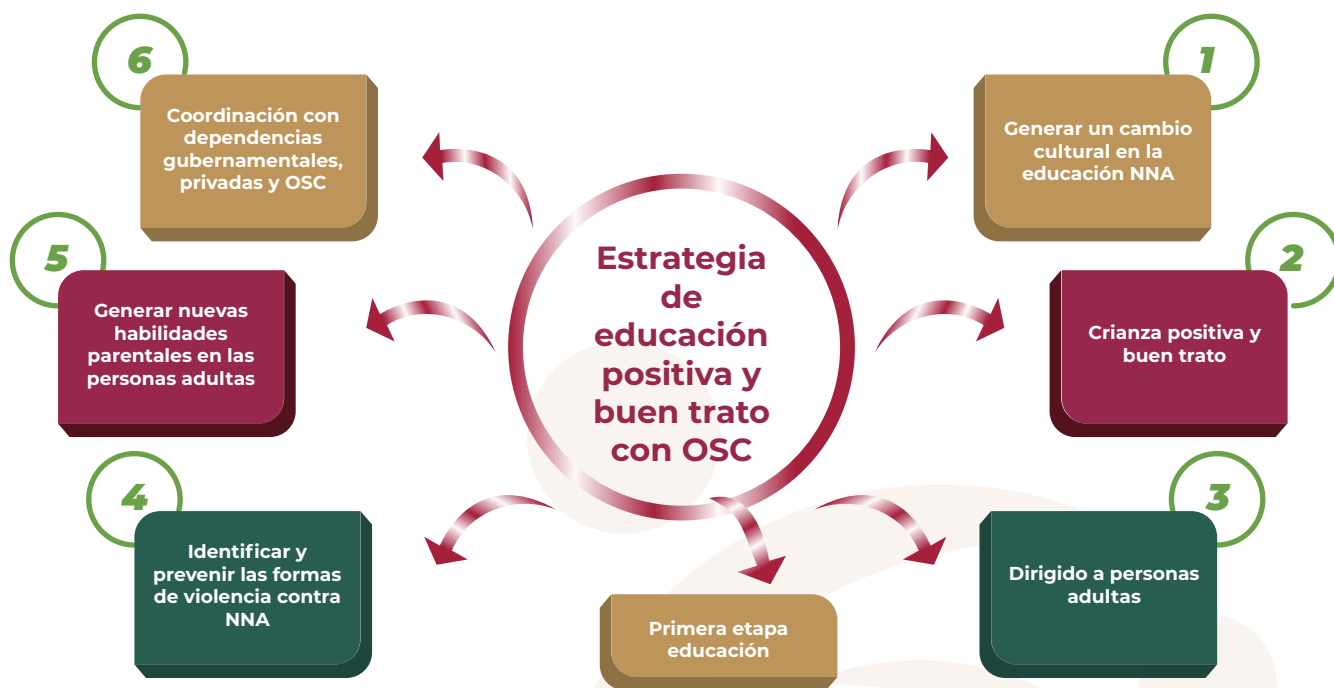 Estrategia
de
educación
positiva y
buen trato
con OSC
1
Generar un cambio
cultural en la
educación NNA
2
Crianza positiva y
buen trato
3
Dirigido a personas
adultas
4
Identificar y
prevenir las formas
de violencia contra
NNA
5
Generar nuevas
habilidades
parentales en las
personas adultas
6
Coordinación con
dependencias
gubernamentales,
privadas y OSC
Primera etapa
educación